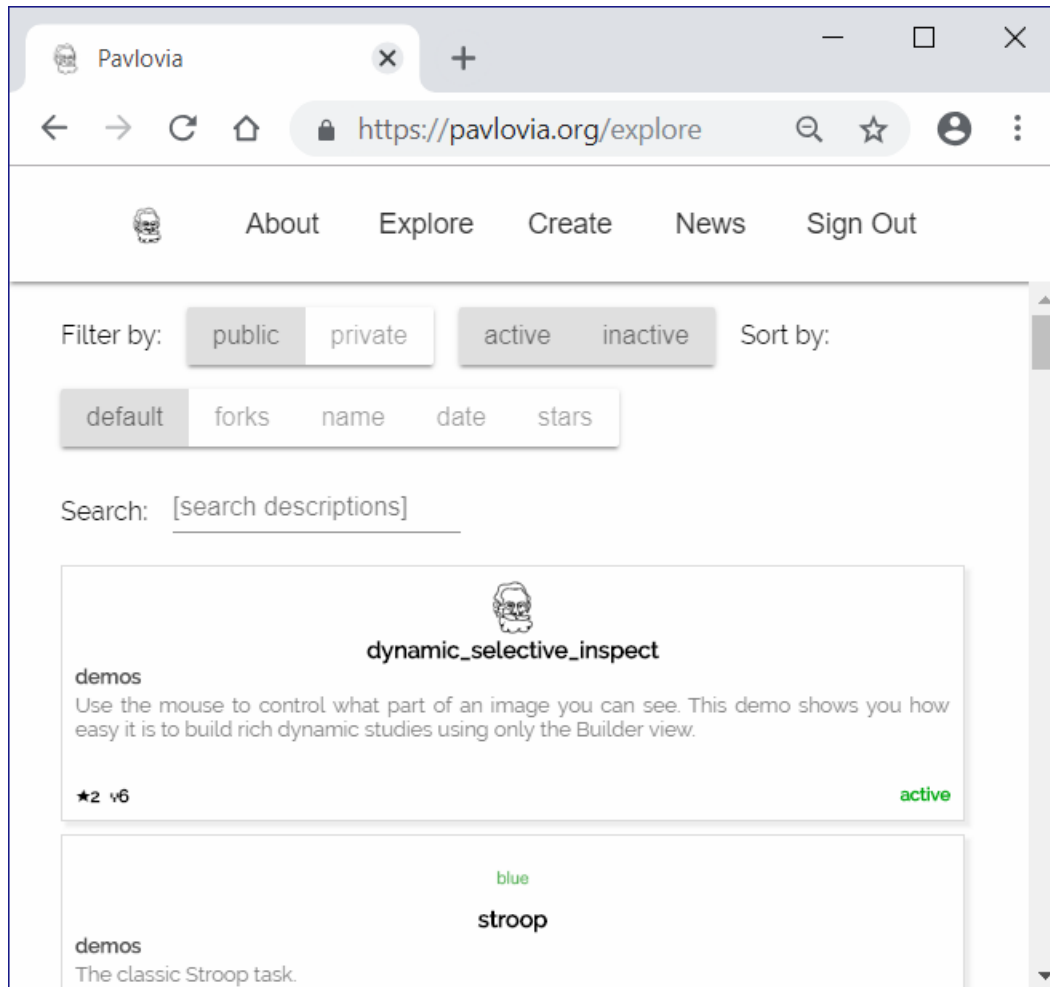 Pavlovia
https://pavlovia.org/explore
About Explore Create News Sign Out
Filter by: public private active inactive Sort by:
default forks name date stars
Search: [search descriptions]
dynamic_selective_inspect
demos
Use the mouse to control what part of an image you can see. This demo shows you how
easy it is to build rich dynamic studies using only the Builder view.
★2 ⑂6 active
blue
stroop
demos
The classic Stroop task.